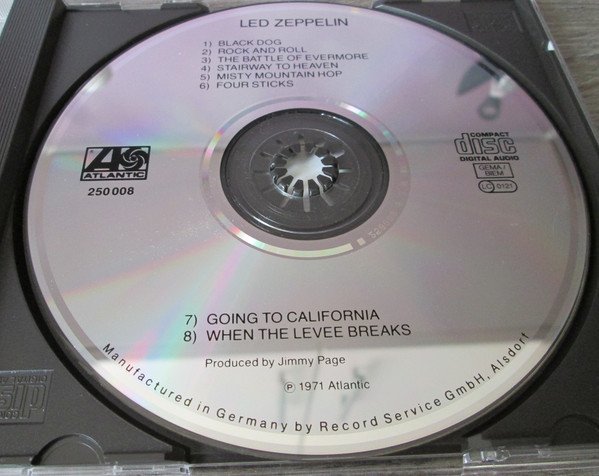 LED ZEPPELIN
1) BLACK DOG
2) ROCK AND ROLL
3) THE BATTLE OF EVERMORE
4) STAIRWAY TO HEAVEN
5) MISTY MOUNTAIN HOP
6) FOUR STICKS
ATLANTIC
250 008
COMPACT
disc
DIGITAL AUDIO
GEMA/
BIEM
LC 0121
7) GOING TO CALIFORNIA
8) WHEN THE LEVEE BREAKS
Produced by Jimmy Page
℗ 1971 Atlantic
Manufactured in Germany by Record Service GmbH, Alsdorf